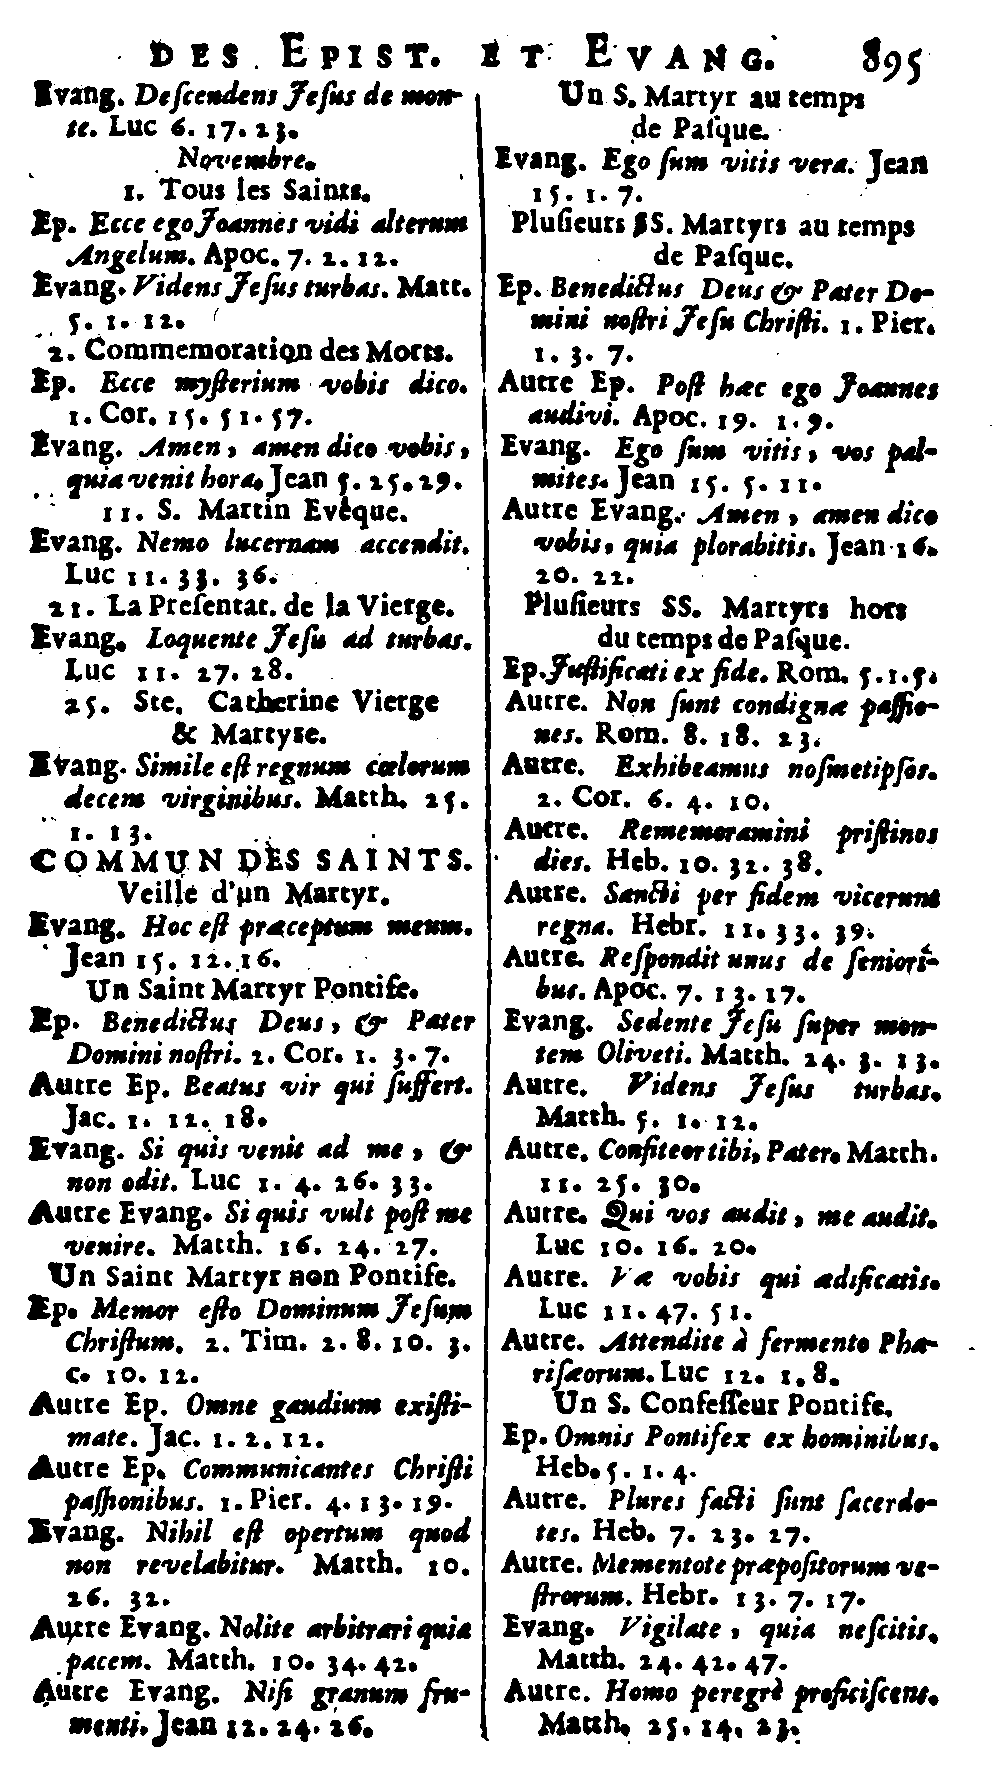 DES EPIST. ET EVANG. 895
Evang. Deſcendens Jeſus de mon-
te. Luc 6. 17. 23.
Novembre.
1. Tous les Saints.
Ep. Ecce ego Joannes vidi alterum
Angelum. Apoc. 7. 2. 12.
Evang. Videns Jeſus turbas. Matt.
5. 1. 12.
2. Commemoration des Morts.
Ep. Ecce myſterium vobis dico.
1. Cor. 15. 51. 57.
Evang. Amen, amen dico vobis,
quia venit hora. Jean 5. 25. 29.
11. S. Martin Evêque.
Evang. Nemo lucernam accendit.
Luc 11. 33. 36.
21. La Preſentat. de la Vierge.
Evang. Loquente Jeſu ad turbas.
Luc 11. 27. 28.
25. Ste. Catherine Vierge
& Martyre.
Evang. Simile eſt regnum cœlorum
decem virginibus. Matth. 25.
1. 13.
COMMUN DES SAINTS.
Veille d'un Martyr.
Evang. Hoc eſt præceptum meum.
Jean 15. 12. 16.
Un Saint Martyr Pontife.
Ep. Benedictus Deus, & Pater
Domini noſtri. 2. Cor. 1. 3. 7.
Autre Ep. Beatus vir qui ſuffert.
Jac. 1. 12. 18.
Evang. Si quis venit ad me, &
non odit. Luc 1. 4. 26. 33.
Autre Evang. Si quis vult poſt me
venire. Matth. 16. 24. 27.
Un Saint Martyr non Pontife.
Ep. Memor eſto Dominum Jeſum
Chriſtum. 2. Tim. 2. 8. 10. 3.
c. 10. 12.
Autre Ep. Omne gaudium exiſti-
mate. Jac. 1. 2. 12.
Autre Ep. Communicantes Chriſti
paſſionibus. 1. Pier. 4. 13. 19.
Evang. Nihil eſt opertum quod
non revelabitur. Matth. 10.
26. 32.
Autre Evang. Nolite arbitrari quia
pacem. Matth. 10. 34. 42.
Autre Evang. Niſi granum fru-
menti. Jean 12. 24. 26.
Un S. Martyr au temps
de Paſque.
Evang. Ego ſum vitis vera. Jean
15. 1. 7.
Pluſieurs SS. Martyrs au temps
de Paſque.
Ep. Benedictus Deus & Pater Do-
mini noſtri Jeſu Chriſti. 1. Pier.
1. 3. 7.
Autre Ep. Poſt hæc ego Joannes
audivi. Apoc. 19. 1. 9.
Evang. Ego ſum vitis, vos pal-
mites. Jean 15. 5. 11.
Autre Evang. Amen, amen dico
vobis, quia plorabitis. Jean 16.
20. 22.
Pluſieurs SS. Martyrs hors
du temps de Paſque.
Ep. Juſtificati ex fide. Rom. 5. 1. 5.
Autre. Non ſunt condignæ paſſio-
nes. Rom. 8. 18. 23.
Autre. Exhibeamus noſmetipſos.
2. Cor. 6. 4. 10.
Autre. Rememoramini priſtinos
dies. Heb. 10. 32. 38.
Autre. Sancti per fidem vicerunt
regna. Hebr. 11. 33. 39.
Autre. Reſpondit unus de ſeniori-
bus. Apoc. 7. 13. 17.
Evang. Sedente Jeſu ſuper mon-
tem Oliveti. Matth. 24. 3. 13.
Autre. Videns Jeſus turbas.
Matth. 5. 1. 12.
Autre. Confiteor tibi, Pater. Matth.
11. 25. 30.
Autre. Qui vos audit, me audit.
Luc 10. 16. 20.
Autre. Væ vobis qui ædificatis.
Luc 11. 47. 51.
Autre. Attendite à fermento Pha-
riſæorum. Luc 12. 1. 8.
Un S. Confeſſeur Pontife.
Ep. Omnis Pontifex ex hominibus.
Heb. 5. 1. 4.
Autre. Plures facti ſunt ſacerdo-
tes. Heb. 7. 23. 27.
Autre. Mementote præpoſitorum ve-
ſtrorum. Hebr. 13. 7. 17.
Evang. Vigilate, quia neſcitis.
Matth. 24. 42. 47.
Autre. Homo peregrè proficiſcens.
Matth. 25. 14. 23.